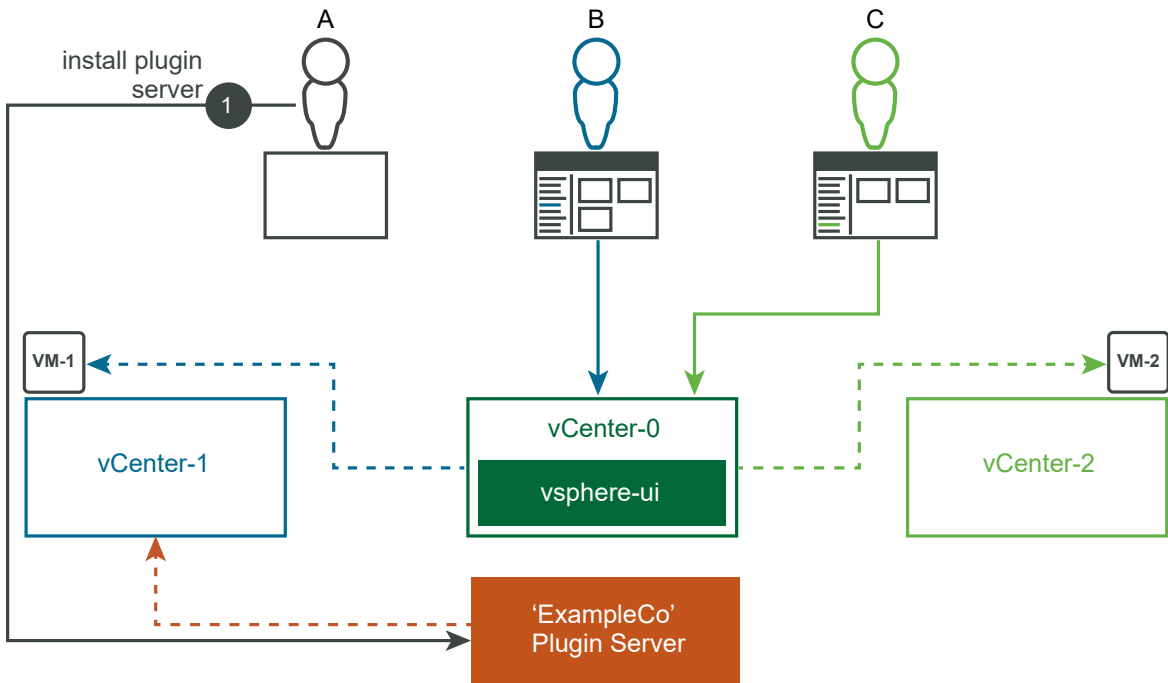 A
B
C
install plugin
server
1
VM-1
VM-2
vCenter-0
vCenter-1
vCenter-2
vsphere-ui
‘ExampleCo’
Plugin Server